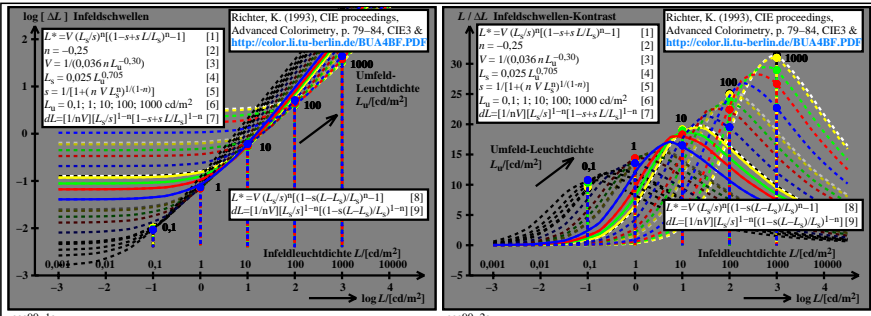 log [ ΔL ]  Infeldschwellen
L*=V (Ls/s)^n[(1–s+s L/Ls)^n–1]   [1]
n = –0,25   [2]
V = 1/(0,036 n Lu^–0,30)   [3]
Ls = 0,025 Lu^0,705   [4]
s = 1/[1+( n V Ls^n)^1/(1-n)]   [5]
Lu = 0,1; 1; 10; 100; 1000 cd/m²   [6]
dL=[1/nV][Ls/s]^1–n[1–s+s L/Ls]^1–n [7]
Richter, K. (1993), CIE proceedings,
Advanced Colorimetry, p. 79–84, CIE3 &
http://color.li.tu-berlin.de/BUA4BF.PDF
2
1
0
−1
−2
−3
1000
Umfeld-
Leuchtdichte
Lu/[cd/m²]
100
10
1
0,1
L*=V (Ls/s)^n[(1–s(L–Ls)/Ls)^n–1]   [8]
dL=[1/nV][Ls/s]^1–n[(1–s(L–Ls)/Ls)^1–n [9]
Infeldleuchtdichte L/[cd/m²]
0,001 0,01 0,1 1 10 100 1000 10000
−3 −2 −1 0 1 2 3 4
log L/[cd/m²]
L / ΔL  Infeldschwellen-Kontrast
L*=V (Ls/s)^n[(1–s+s L/Ls)^n–1]   [1]
n = –0,25   [2]
V = 1/(0,036 n Lu^–0,30)   [3]
Ls = 0,025 Lu^0,705   [4]
s = 1/[1+( n V Ls^n)^1/(1-n)]   [5]
Lu = 0,1; 1; 10; 100; 1000 cd/m²   [6]
dL=[1/nV][Ls/s]^1–n[1–s+s L/Ls]^1–n [7]
Richter, K. (1993), CIE proceedings,
Advanced Colorimetry, p. 79–84, CIE3 &
http://color.li.tu-berlin.de/BUA4BF.PDF
30
25
20
15
10
5
0
−5
1000
100
10
1
0,1
Umfeld-Leuchtdichte
Lu/[cd/m²]
L*=V (Ls/s)^n[(1–s(L–Ls)/Ls)^n–1]   [8]
dL=[1/nV][Ls/s]^1–n[(1–s(L–Ls)/Ls)^1–n [9]
Infeldleuchtdichte L/[cd/m²]
0,001 0,01 0,1 1 10 100 1000 10000
−3 −2 −1 0 1 2 3 4
log L/[cd/m²]